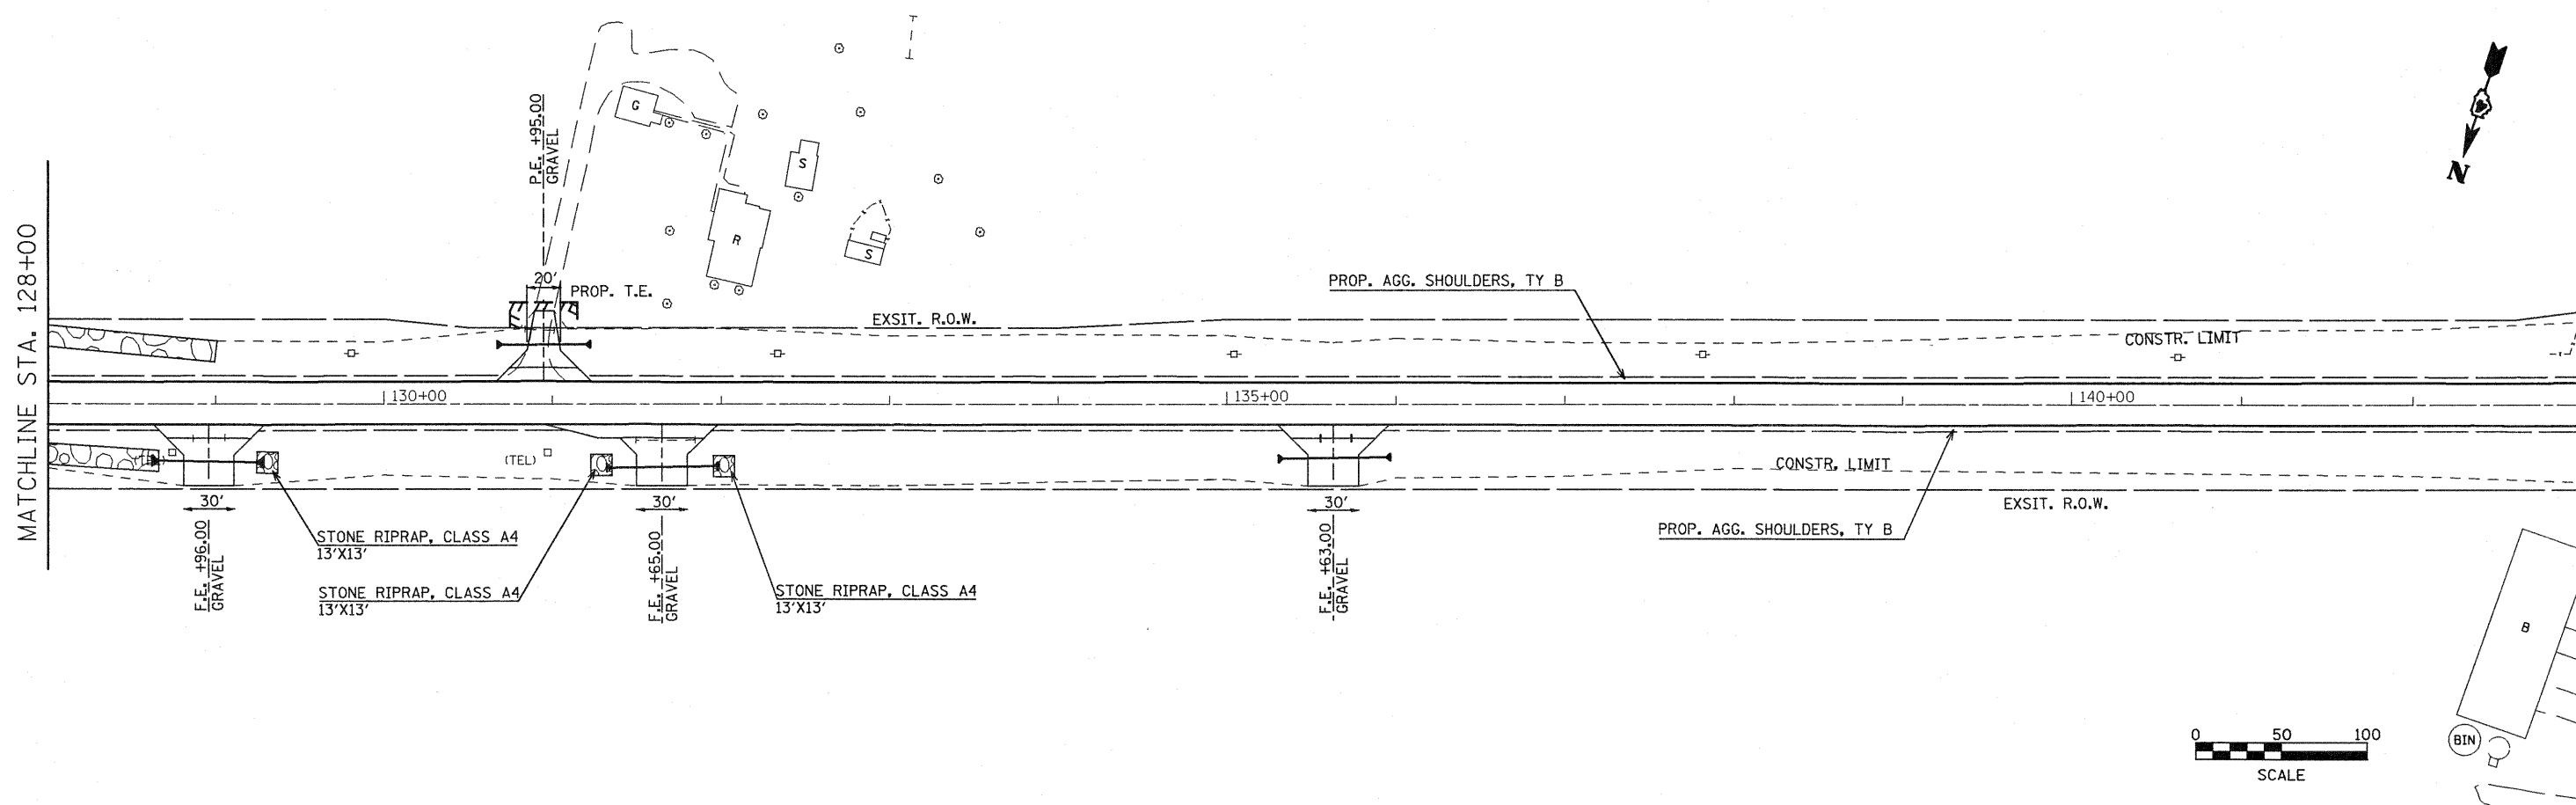 MATCHLINE STA. 128+00
P.E. +95.00
GRAVEL
G
S
R
S
N
20'
PROP. T.E.
EXSIT. R.O.W.
PROP. AGG. SHOULDERS, TY B
CONSTR. LIMIT
130+00
135+00
140+00
(TEL)
(TEL)
CONSTR. LIMIT
30'
30'
30'
EXSIT. R.O.W.
F.E. +96.00
GRAVEL
STONE RIPRAP, CLASS A4
13'X13'
STONE RIPRAP, CLASS A4
13'X13'
F.E. +65.00
GRAVEL
STONE RIPRAP, CLASS A4
13'X13'
F.E. +63.00
GRAVEL
PROP. AGG. SHOULDERS, TY B
B
BIN
0 50 100
SCALE